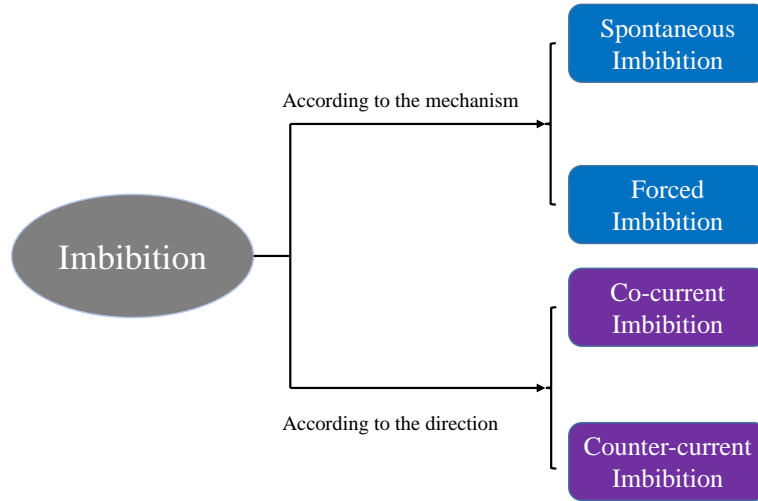 Spontaneous
Imbibition
According to the mechanism
Forced
Imbibition
Imbibition
Co-current
Imbibition
According to the direction
Counter-current
Imbibition